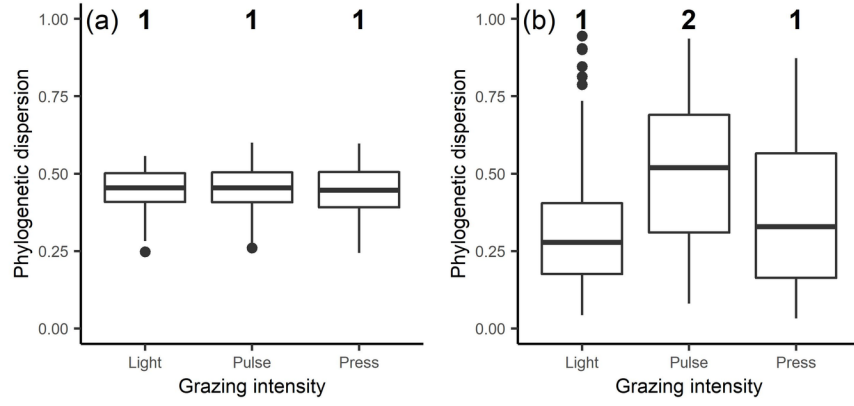 (a)
1 1 1
1.00
0.75
0.50
0.25
0.00
Phylogenetic dispersion
Light Pulse Press
Grazing intensity
(b)
1 2 1
1.00
0.75
0.50
0.25
0.00
Phylogenetic dispersion
Light Pulse Press
Grazing intensity